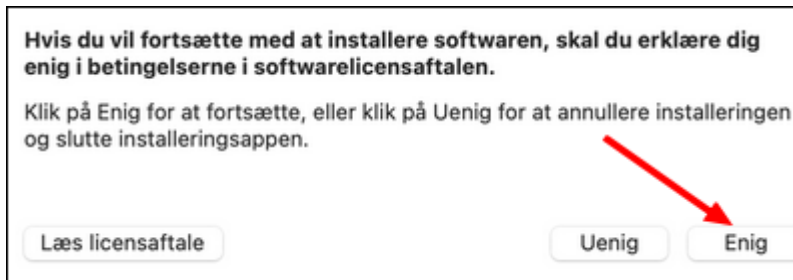 Hvis du vil fortsætte med at installere softwaren, skal du erklære dig
enig i betingelserne i softwarelicensaftalen.
Klik på Enig for at fortsætte, eller klik på Uenig for at annullere installeringen
og slutte installeringsappen.
Læs licensaftale Uenig Enig